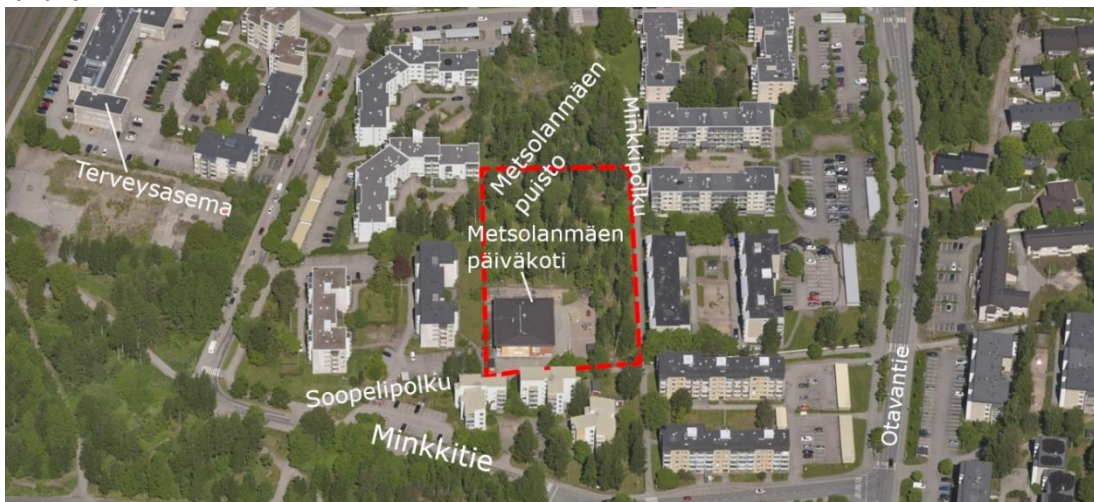 Terveysasema
Metsolanmäen
puisto
Minkkipolku
Metsolanmäen
päiväkoti
Soopelipolku
Minkkitie
Otavantie